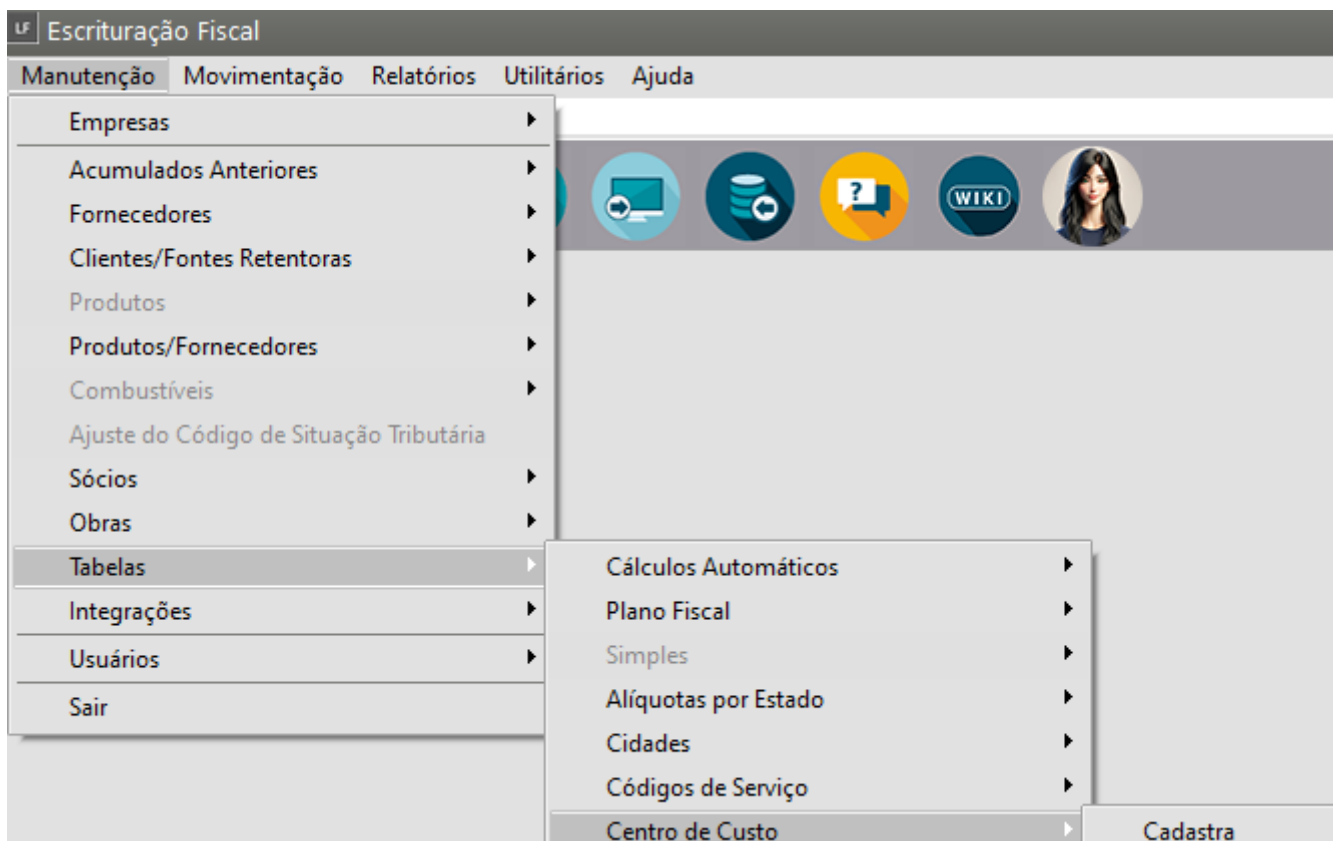 LF Escrituração Fiscal
Manutenção Movimentação Relatórios Utilitários Ajuda
Empresas
Acumulados Anteriores
Fornecedores
Clientes/Fontes Retentoras
Produtos
Produtos/Fornecedores
Combustíveis
Ajuste do Código de Situação Tributária
Sócios
Obras
Tabelas
Integrações
Usuários
Sair
? WIKI
Cálculos Automáticos
Plano Fiscal
Simples
Alíquotas por Estado
Cidades
Códigos de Serviço
Centro de Custo
Cadastra